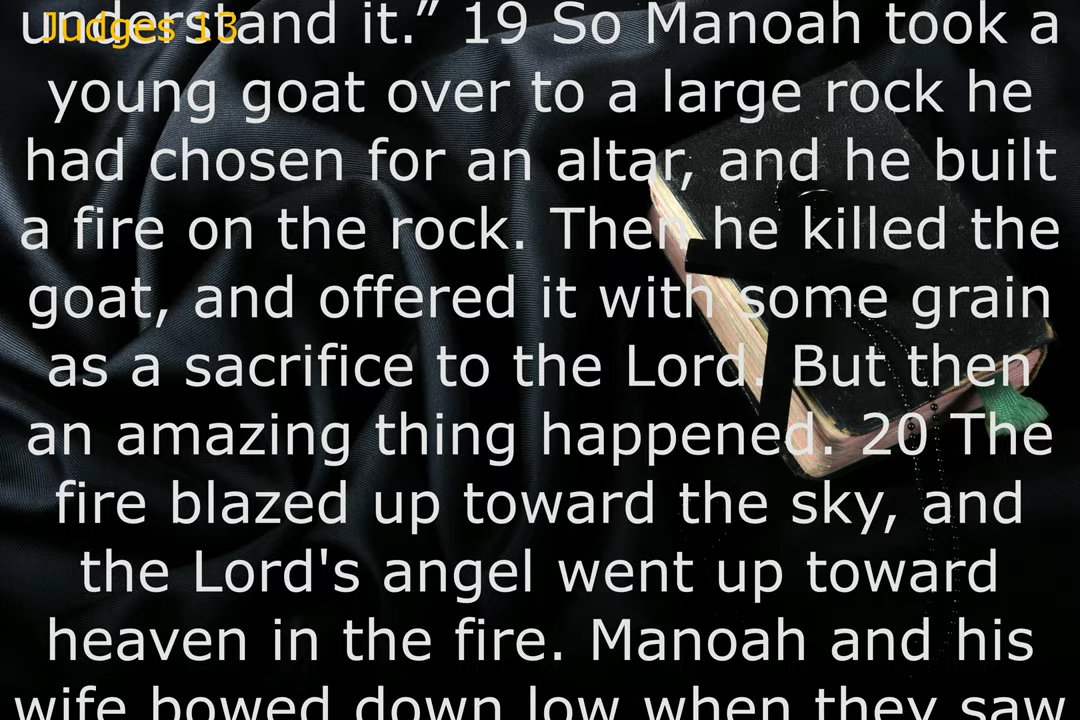 Judges 13
understand it.” 19 So Manoah took a
young goat over to a large rock he
had chosen for an altar, and he built
a fire on the rock. Then he killed the
goat, and offered it with some grain
as a sacrifice to the Lord. But then
an amazing thing happened. 20 The
fire blazed up toward the sky, and
the Lord's angel went up toward
heaven in the fire. Manoah and his
wife bowed down low when they saw